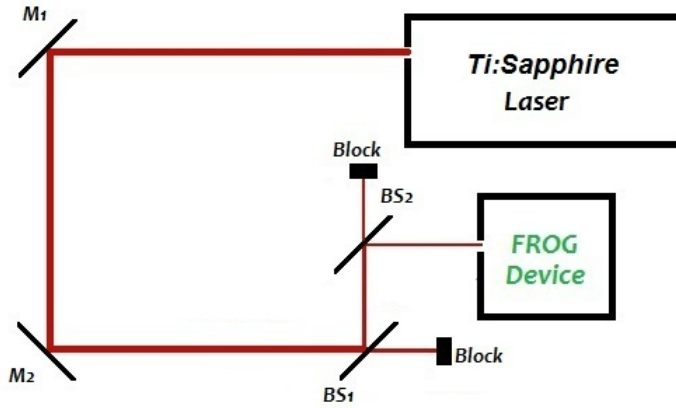 M1
Ti:Sapphire
Laser
Block
BS2
FROG
Device
M2
BS1
Block